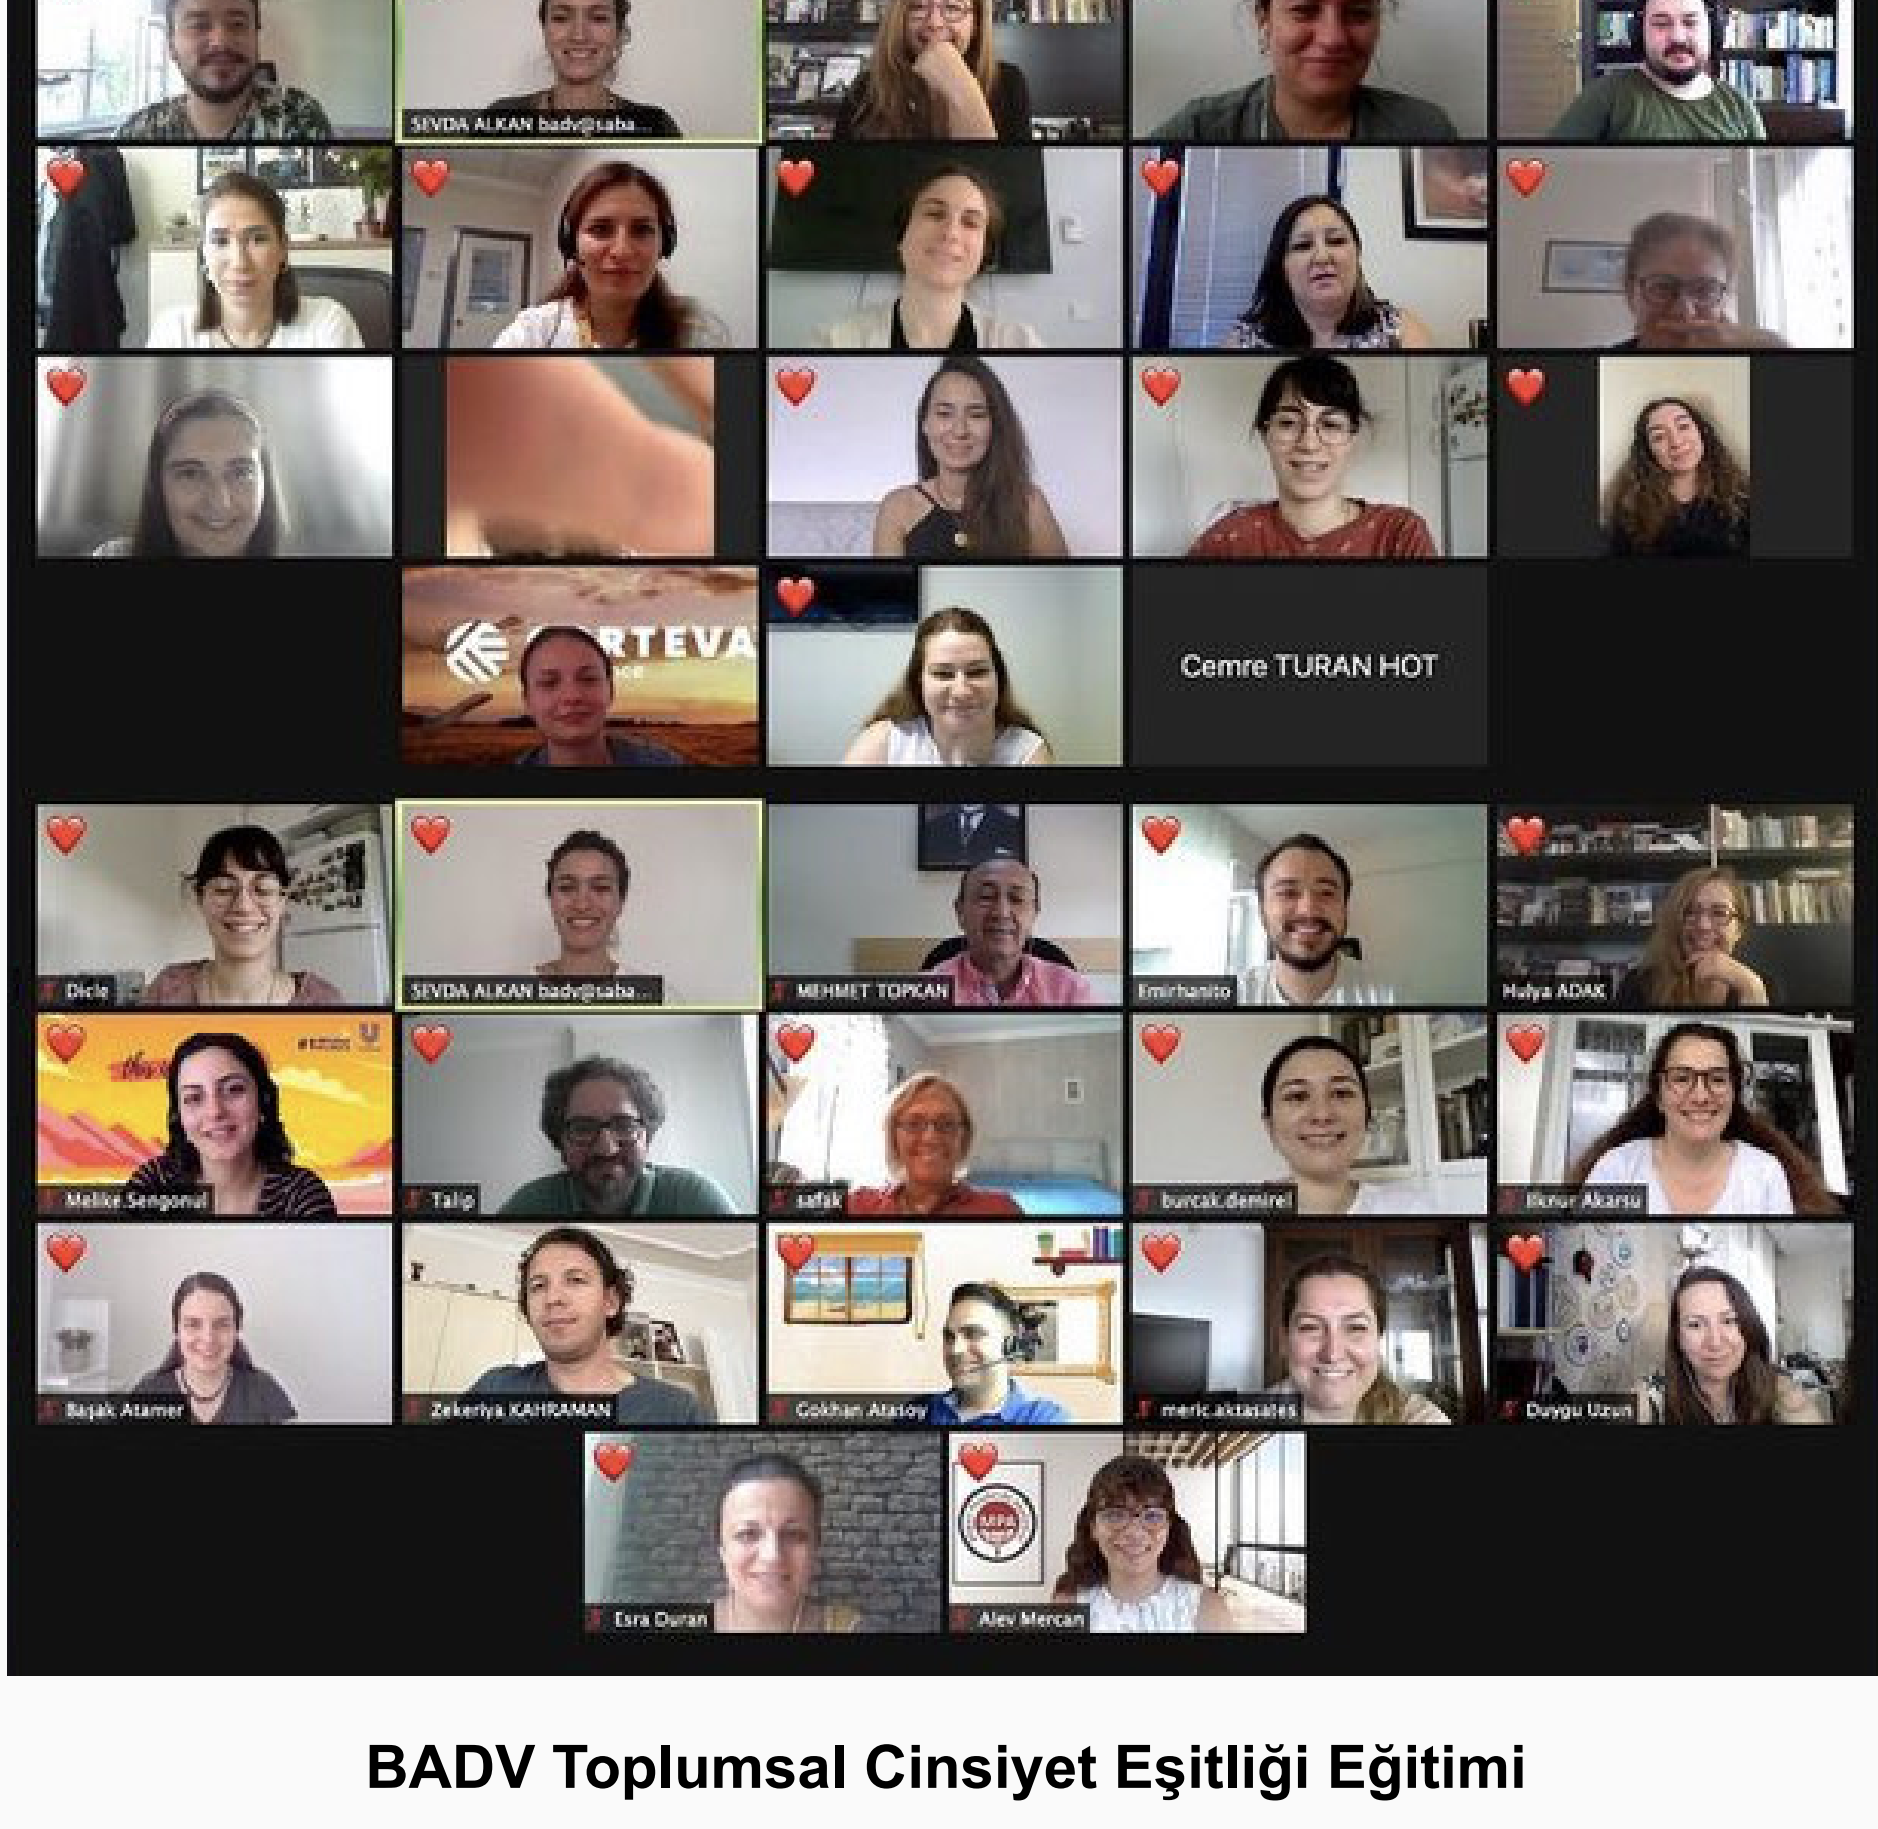 SEVDA ALKAN badv@saba...
Cemre TURAN HOT
Dicle
SEVDA ALKAN badv@saba...
MEHMET TOPKAN
Emirhanito
Hulya ADAK
Melike Sengonul
Talip
safak
burcak.demirel
Ilknur Akarsu
Başak Atamer
Zekeriya KAHRAMAN
Gokhan Atasoy
meric.aktasates
Duygu Uzun
MPA
Esra Duran
Alev Mercan
BADV Toplumsal Cinsiyet Eşitliği Eğitimi